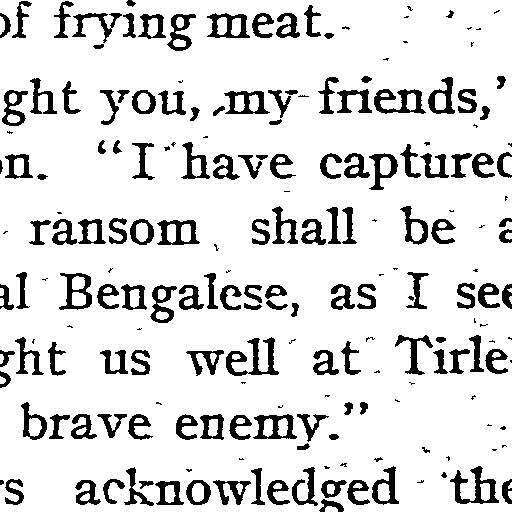 of frying meat.
ght you, my friends,"
on. "I have captured
ransom shall be a
al Bengalese, as I see
ght us well at Tirle-
brave enemy."
s acknowledged the